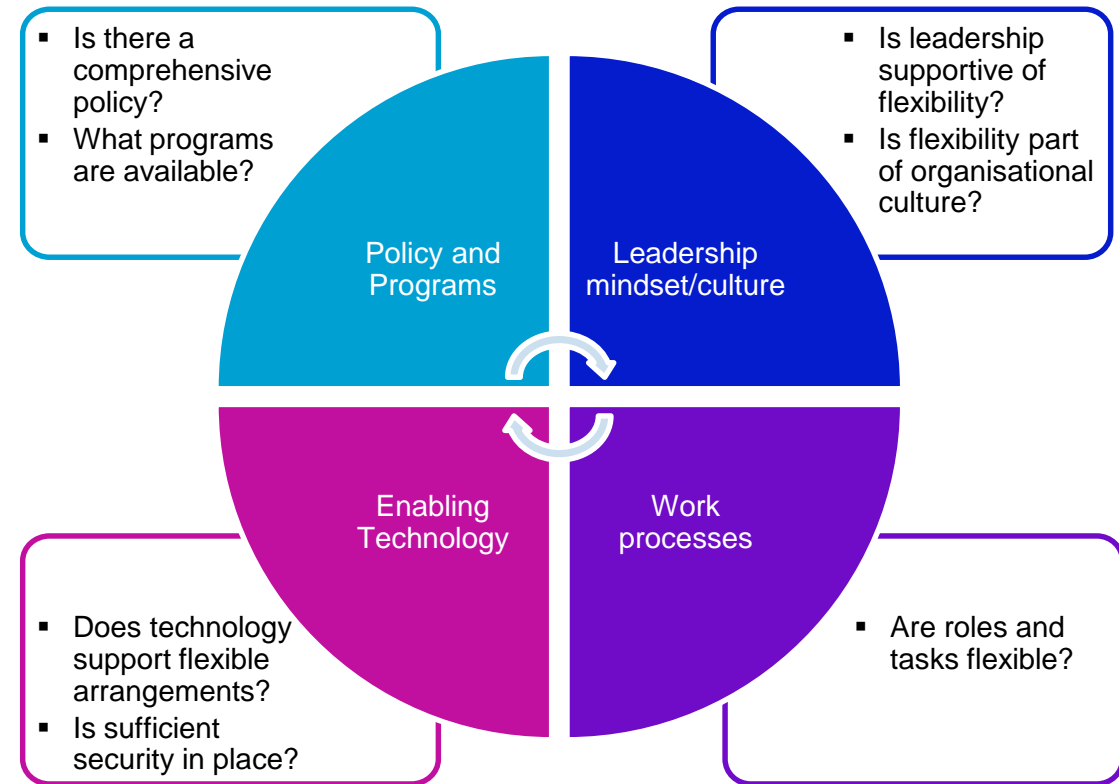 ▪ Is there a
comprehensive
policy?
▪ What programs
are available?
▪ Is leadership
supportive of
flexibility?
▪ Is flexibility part
of organisational
culture?
Policy and
Programs
Leadership
mindset/culture
Enabling
Technology
Work
processes
▪ Does technology
support flexible
arrangements?
▪ Is sufficient
security in place?
▪ Are roles and
tasks flexible?